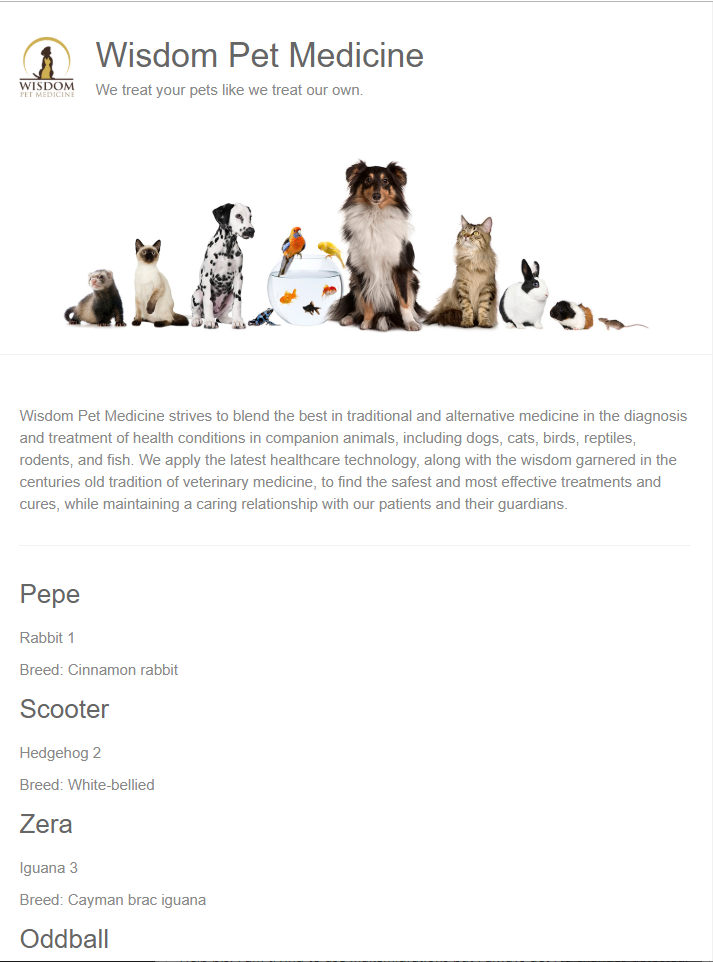 WISDOM
PET MEDICINE
Wisdom Pet Medicine
We treat your pets like we treat our own.
Wisdom Pet Medicine strives to blend the best in traditional and alternative medicine in the diagnosis
and treatment of health conditions in companion animals, including dogs, cats, birds, reptiles,
rodents, and fish. We apply the latest healthcare technology, along with the wisdom garnered in the
centuries old tradition of veterinary medicine, to find the safest and most effective treatments and
cures, while maintaining a caring relationship with our patients and their guardians.
Pepe
Rabbit 1
Breed: Cinnamon rabbit
Scooter
Hedgehog 2
Breed: White-bellied
Zera
Iguana 3
Breed: Cayman brac iguana
Oddball